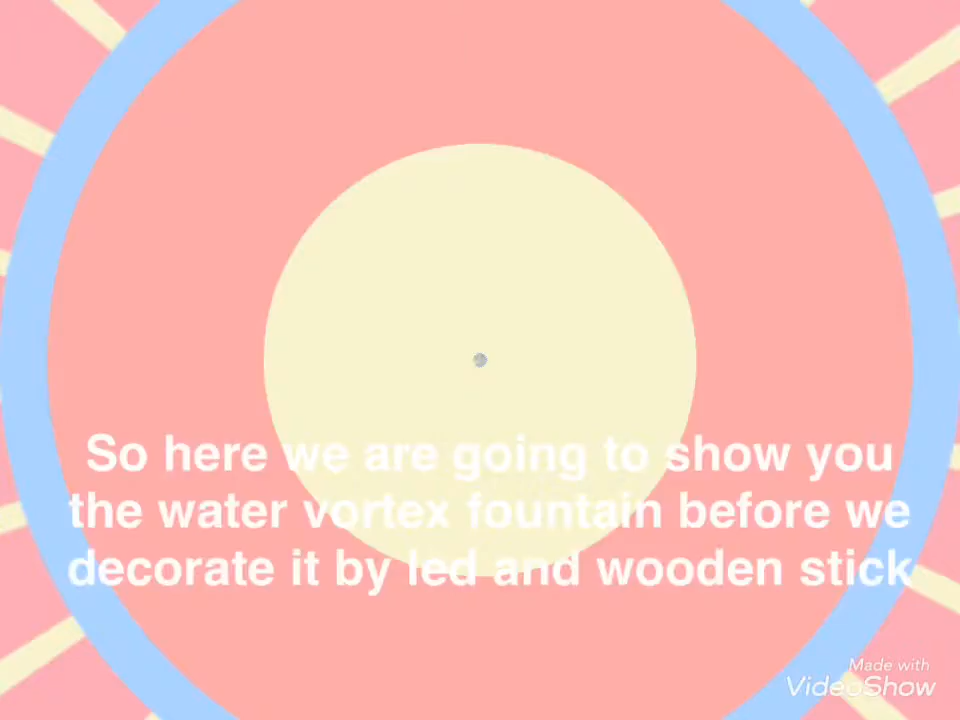 So here we are going to show you
the water vortex fountain before we
decorate it by led and wooden stick
Made with
VideoShow